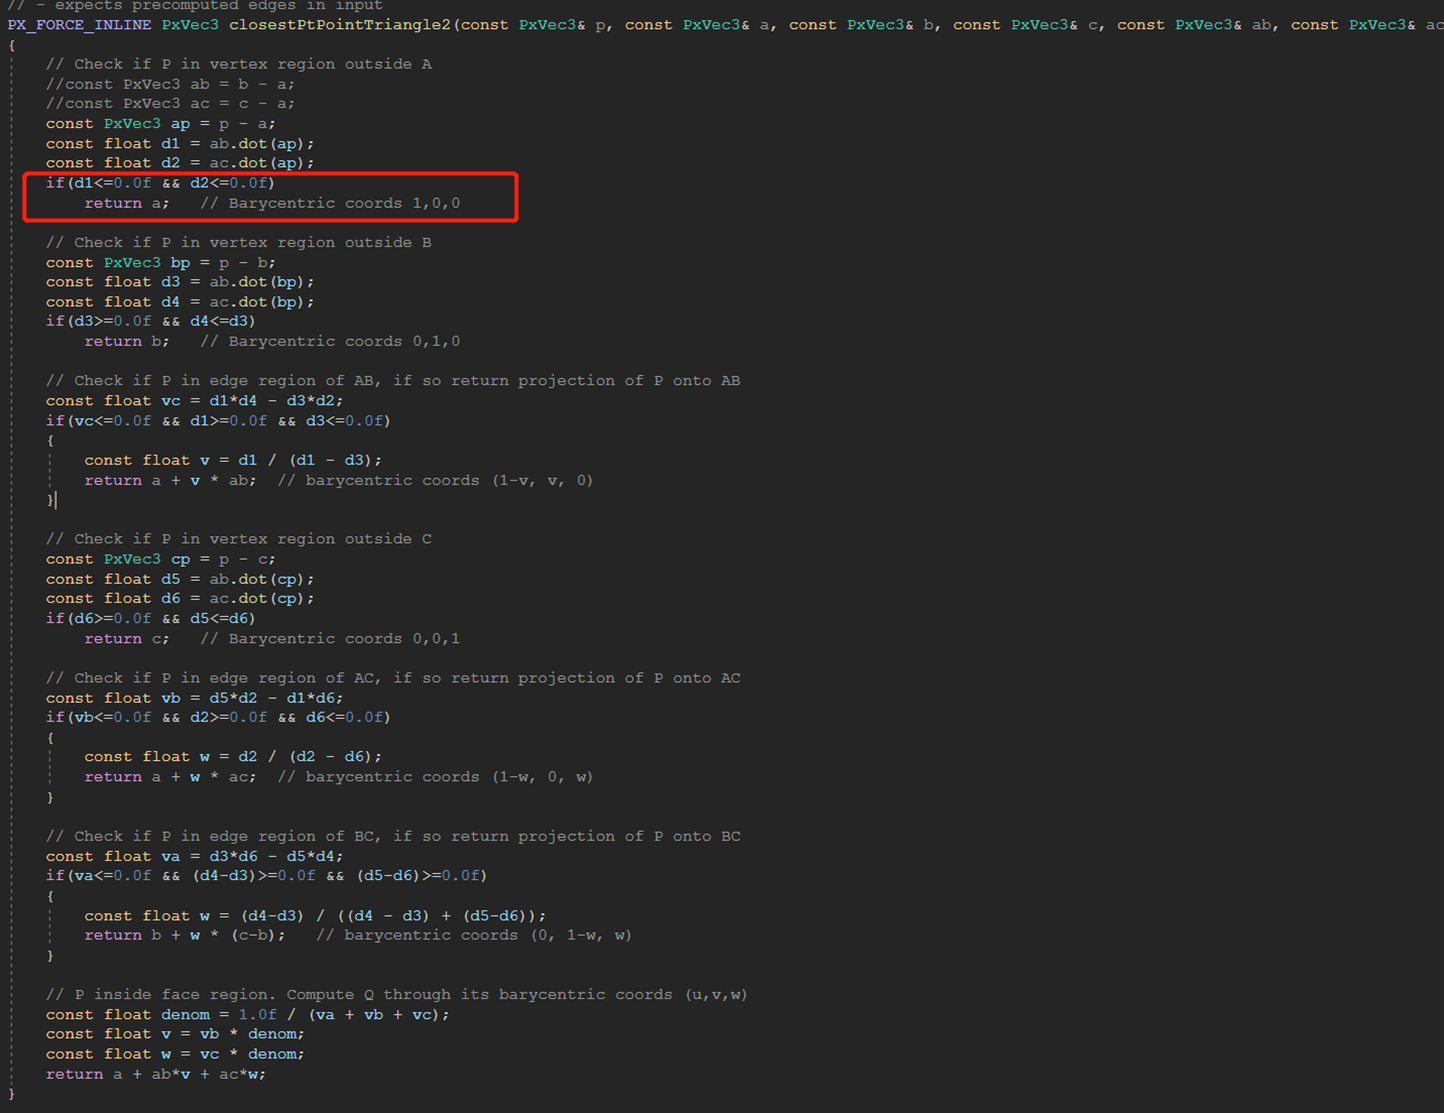 // - expects precomputed edges in input
PX_FORCE_INLINE PxVec3 closestPtPointTriangle2(const PxVec3& p, const PxVec3& a, const PxVec3& b, const PxVec3& c, const PxVec3& ab, const PxVec3& ac
{
    // Check if P in vertex region outside A
    //const PxVec3 ab = b - a;
    //const PxVec3 ac = c - a;
    const PxVec3 ap = p - a;
    const float d1 = ab.dot(ap);
    const float d2 = ac.dot(ap);
    if(d1<=0.0f && d2<=0.0f)
        return a;   // Barycentric coords 1,0,0
    // Check if P in vertex region outside B
    const PxVec3 bp = p - b;
    const float d3 = ab.dot(bp);
    const float d4 = ac.dot(bp);
    if(d3>=0.0f && d4<=d3)
        return b;   // Barycentric coords 0,1,0
    // Check if P in edge region of AB, if so return projection of P onto AB
    const float vc = d1*d4 - d3*d2;
    if(vc<=0.0f && d1>=0.0f && d3<=0.0f)
    {
        const float v = d1 / (d1 - d3);
        return a + v * ab;  // barycentric coords (1-v, v, 0)
    }
    // Check if P in vertex region outside C
    const PxVec3 cp = p - c;
    const float d5 = ab.dot(cp);
    const float d6 = ac.dot(cp);
    if(d6>=0.0f && d5<=d6)
        return c;   // Barycentric coords 0,0,1
    // Check if P in edge region of AC, if so return projection of P onto AC
    const float vb = d5*d2 - d1*d6;
    if(vb<=0.0f && d2>=0.0f && d6<=0.0f)
    {
        const float w = d2 / (d2 - d6);
        return a + w * ac;  // barycentric coords (1-w, 0, w)
    }
    // Check if P in edge region of BC, if so return projection of P onto BC
    const float va = d3*d6 - d5*d4;
    if(va<=0.0f && (d4-d3)>=0.0f && (d5-d6)>=0.0f)
    {
        const float w = (d4-d3) / ((d4 - d3) + (d5-d6));
        return b + w * (c-b);   // barycentric coords (0, 1-w, w)
    }
    // P inside face region. Compute Q through its barycentric coords (u,v,w)
    const float denom = 1.0f / (va + vb + vc);
    const float v = vb * denom;
    const float w = vc * denom;
    return a + ab*v + ac*w;
}